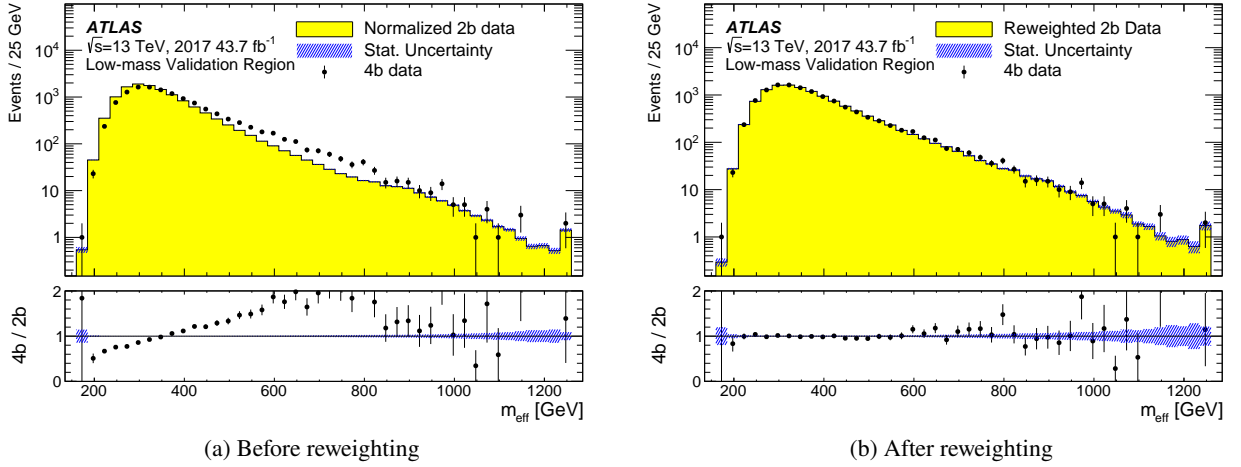 ATLAS
√s=13 TeV, 2017 43.7 fb⁻¹
Low-mass Validation Region
Normalized 2b data
Stat. Uncertainty
4b data
Events / 25 GeV
10⁴
10³
10²
10
1
4b / 2b
2
1
0
200 400 600 800 1000 1200
m_eff [GeV]
(a) Before reweighting
ATLAS
√s=13 TeV, 2017 43.7 fb⁻¹
Low-mass Validation Region
Reweighted 2b Data
Stat. Uncertainty
4b data
Events / 25 GeV
10⁴
10³
10²
10
1
4b / 2b
2
1
0
200 400 600 800 1000 1200
m_eff [GeV]
(b) After reweighting